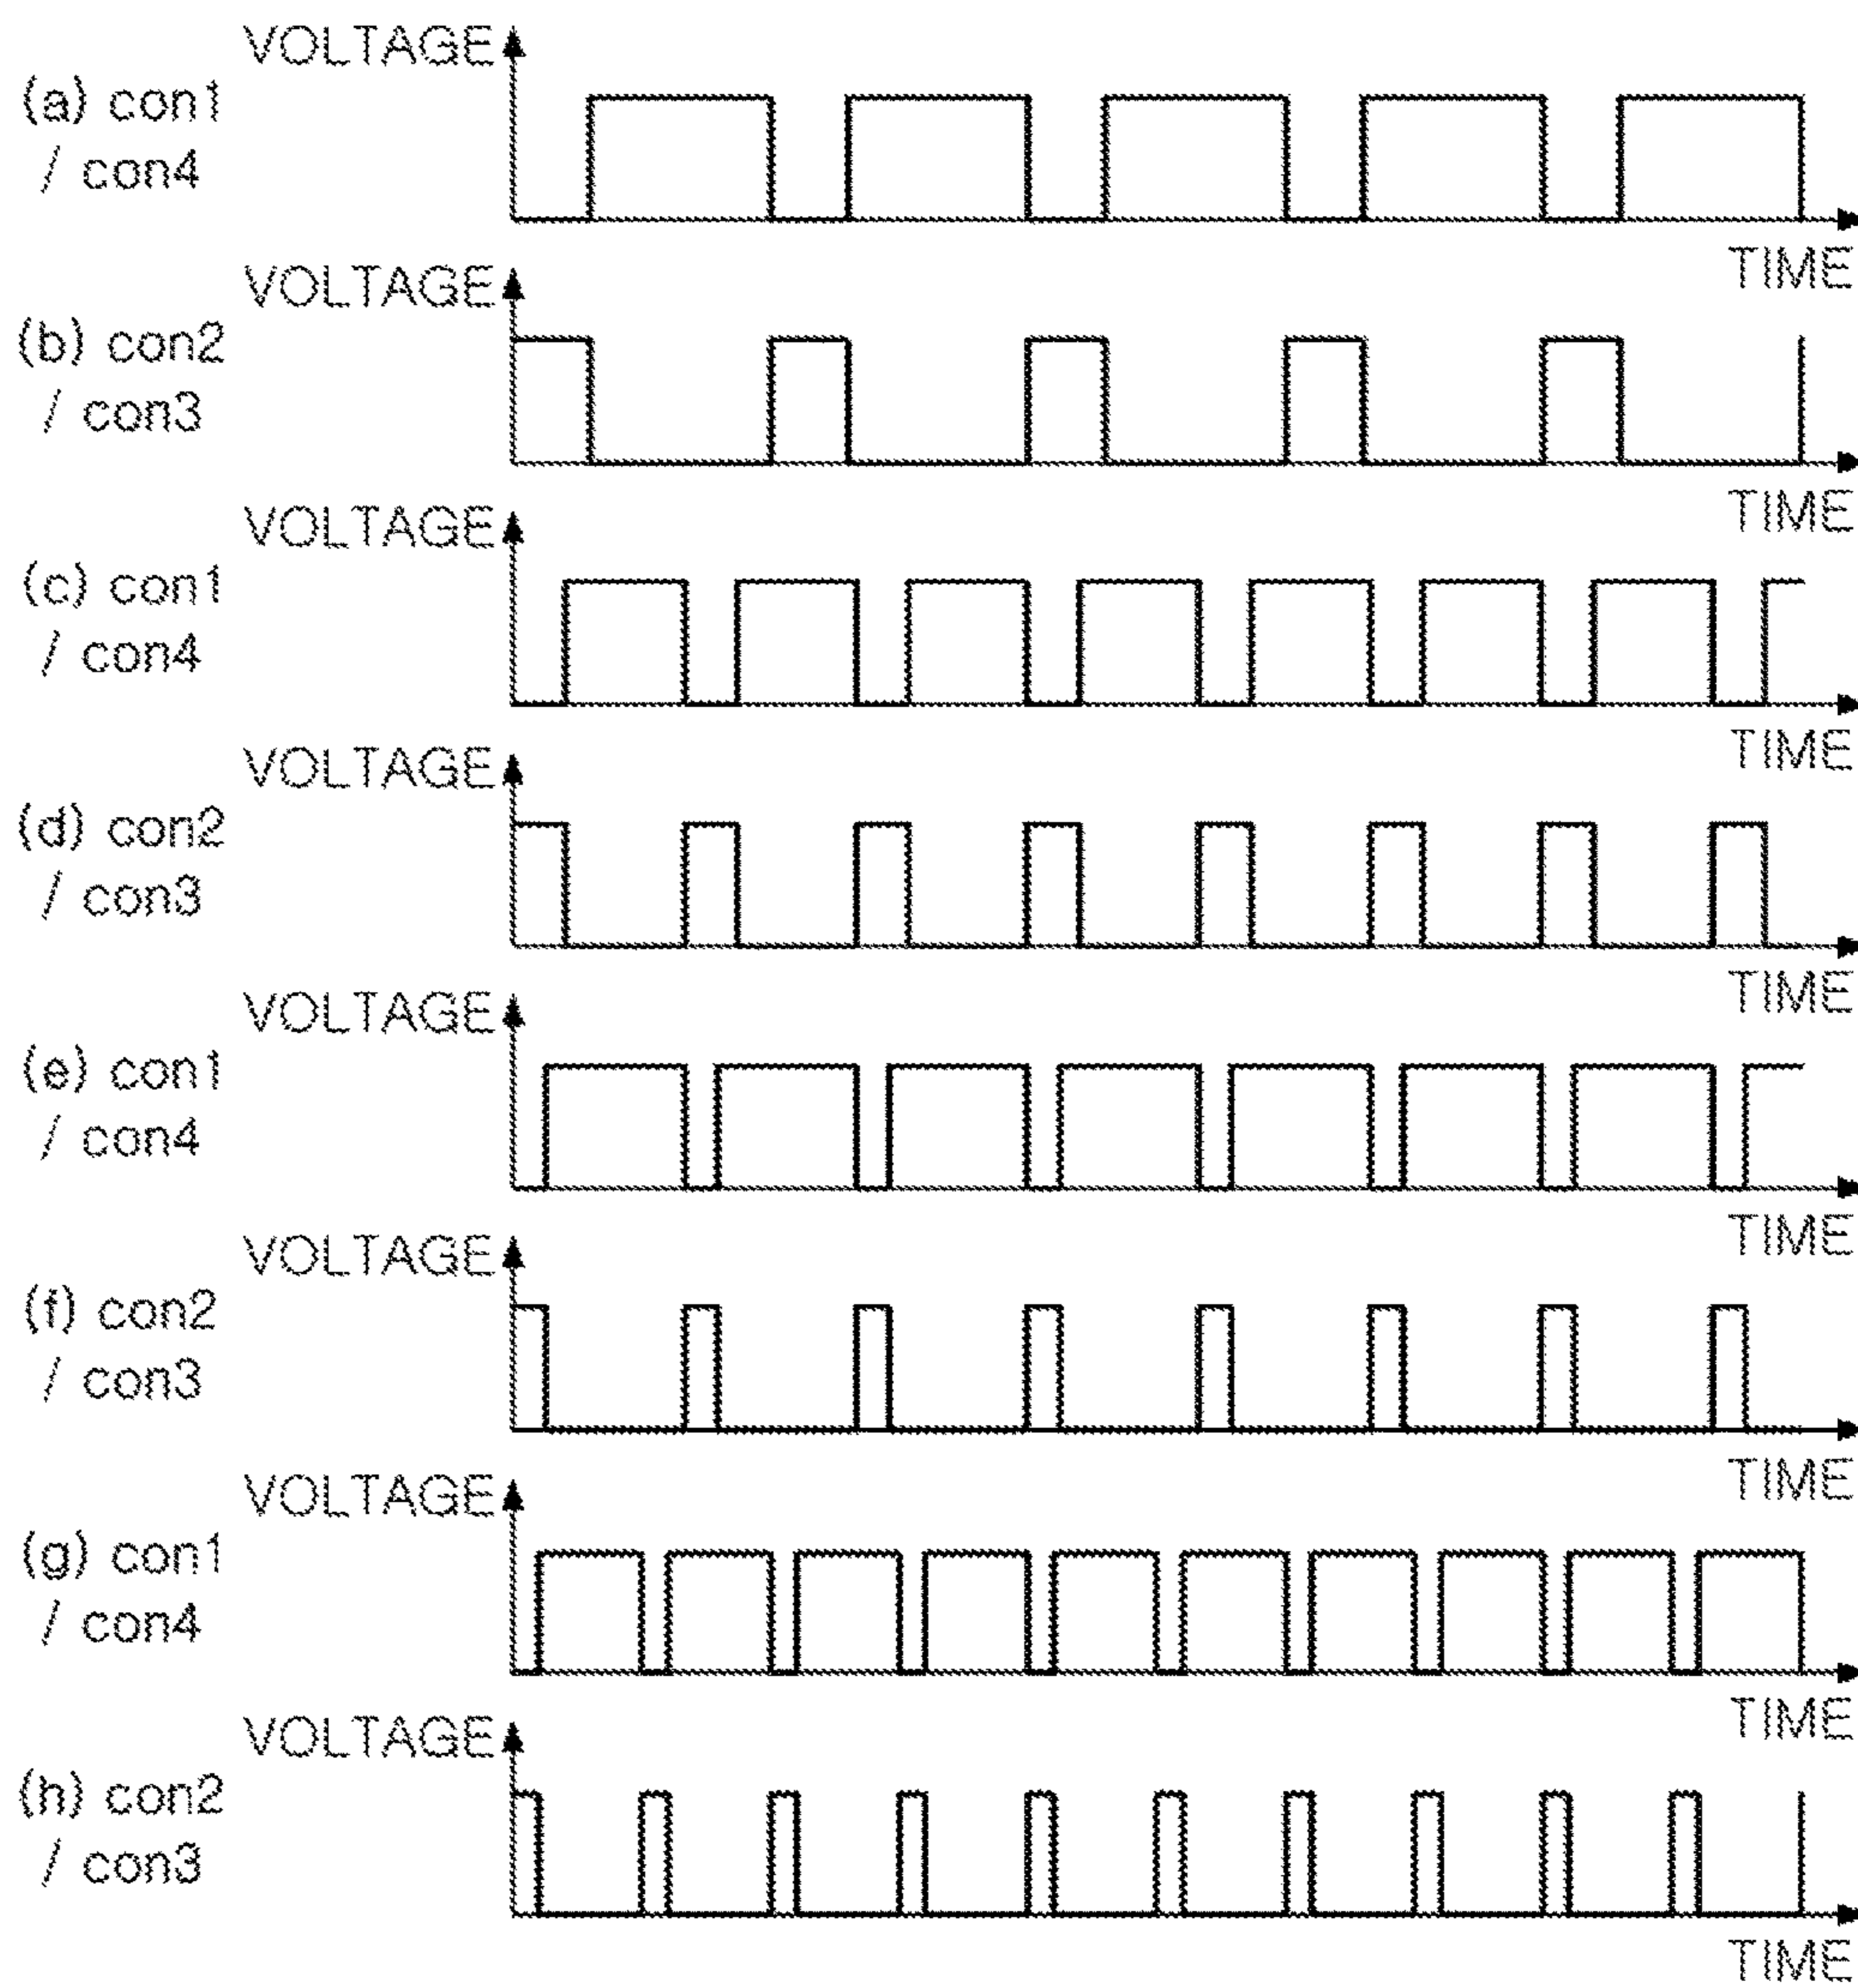 VOLTAGE
(a) con1
/ con4
TIME
VOLTAGE
(b) con2
/ con3
TIME
VOLTAGE
(c) con1
/ con4
TIME
VOLTAGE
(d) con2
/ con3
TIME
VOLTAGE
(e) con1
/ con4
TIME
VOLTAGE
(f) con2
/ con3
TIME
VOLTAGE
(g) con1
/ con4
TIME
VOLTAGE
(h) con2
/ con3
TIME